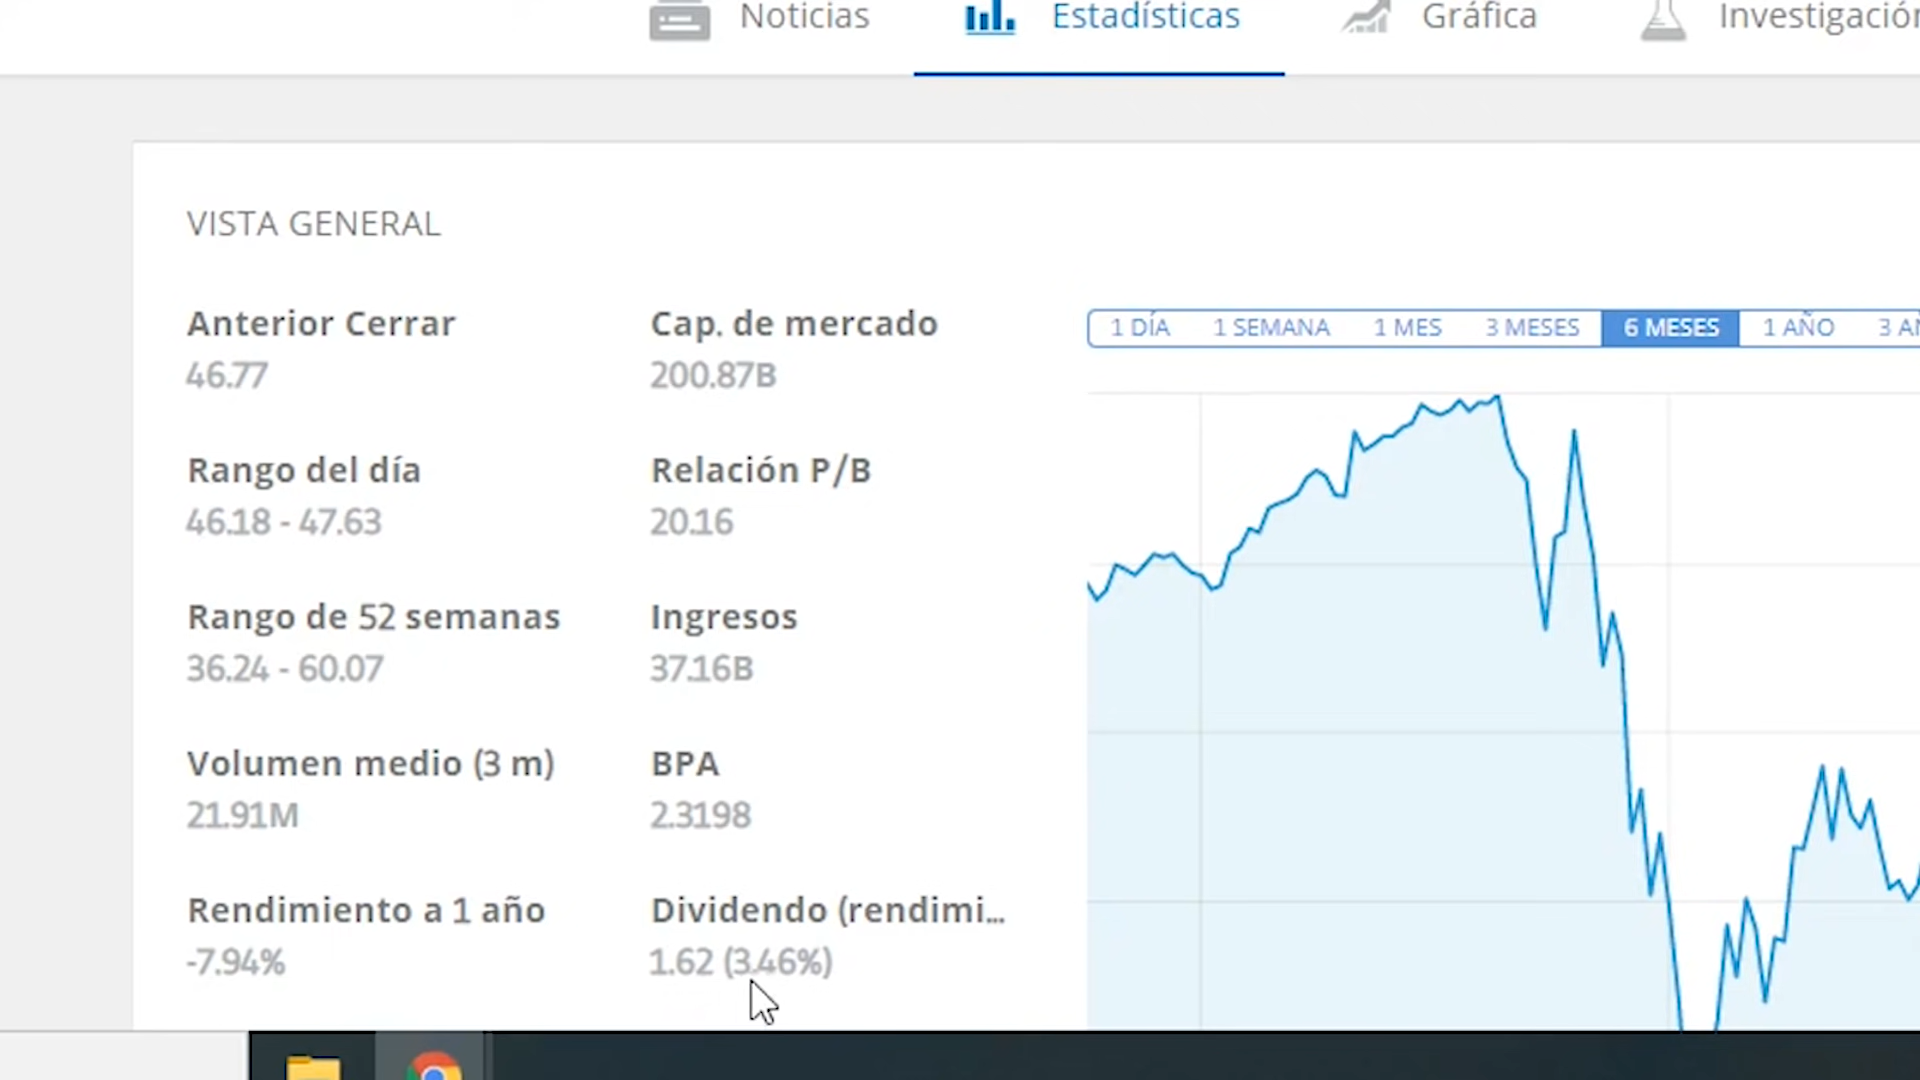 Noticias
Estadísticas
Gráfica
Investigación
VISTA GENERAL
Anterior Cerrar
46.77
Cap. de mercado
200.87B
Rango del día
46.18 - 47.63
Relación P/B
20.16
Rango de 52 semanas
36.24 - 60.07
Ingresos
37.16B
Volumen medio (3 m)
21.91M
BPA
2.3198
Rendimiento a 1 año
-7.94%
Dividendo (rendimi...
1.62 (3.46%)
1 DÍA
1 SEMANA
1 MES
3 MESES
6 MESES
1 AÑO